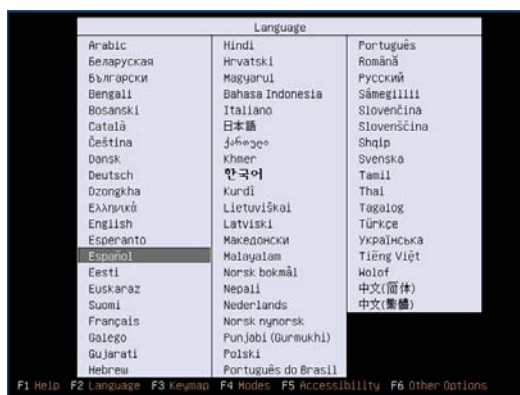 Language
Arabic
Беларуская
Български
Bengali
Bosanski
Català
Čeština
Dansk
Deutsch
Dzongkha
Ελληνικά
English
Esperanto
Español
Eesti
Euskaraz
Suomi
Français
Galego
Gujarati
Hebrew
Hindi
Hrvatski
Magyarul
Bahasa Indonesia
Italiano
日本語
ქართული
Khmer
한국어
Kurdî
Lietuviškai
Latviski
Македонски
Malayalam
Norsk bokmål
Nepali
Nederlands
Norsk nynorsk
Punjabi (Gurmukhi)
Polski
Português do Brasil
Português
Română
Русский
Sámegillii
Slovenčina
Slovenščina
Shqip
Svenska
Tamil
Thai
Tagalog
Türkçe
Українська
Tiếng Việt
Wolof
中文(简体)
中文(繁體)
F1 Help F2 Language F3 Keymap F4 Modes F5 Accessibility F6 Other Options